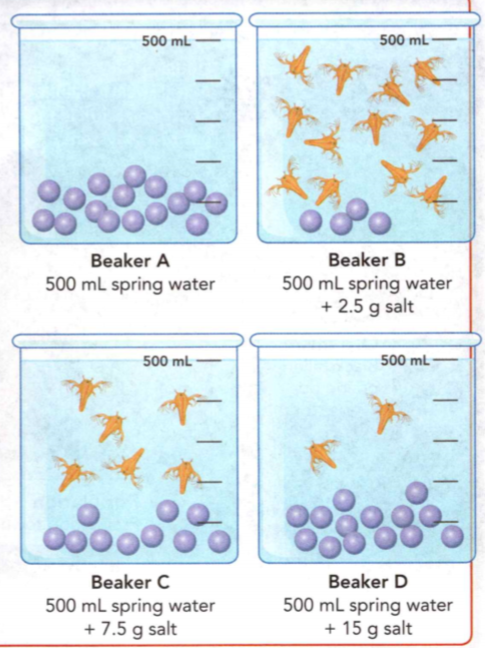 500 mL
500 mL
Beaker A
500 mL spring water
Beaker B
500 mL spring water
+ 2.5 g salt
500 mL
500 mL
Beaker C
500 mL spring water
+ 7.5 g salt
Beaker D
500 mL spring water
+ 15 g salt